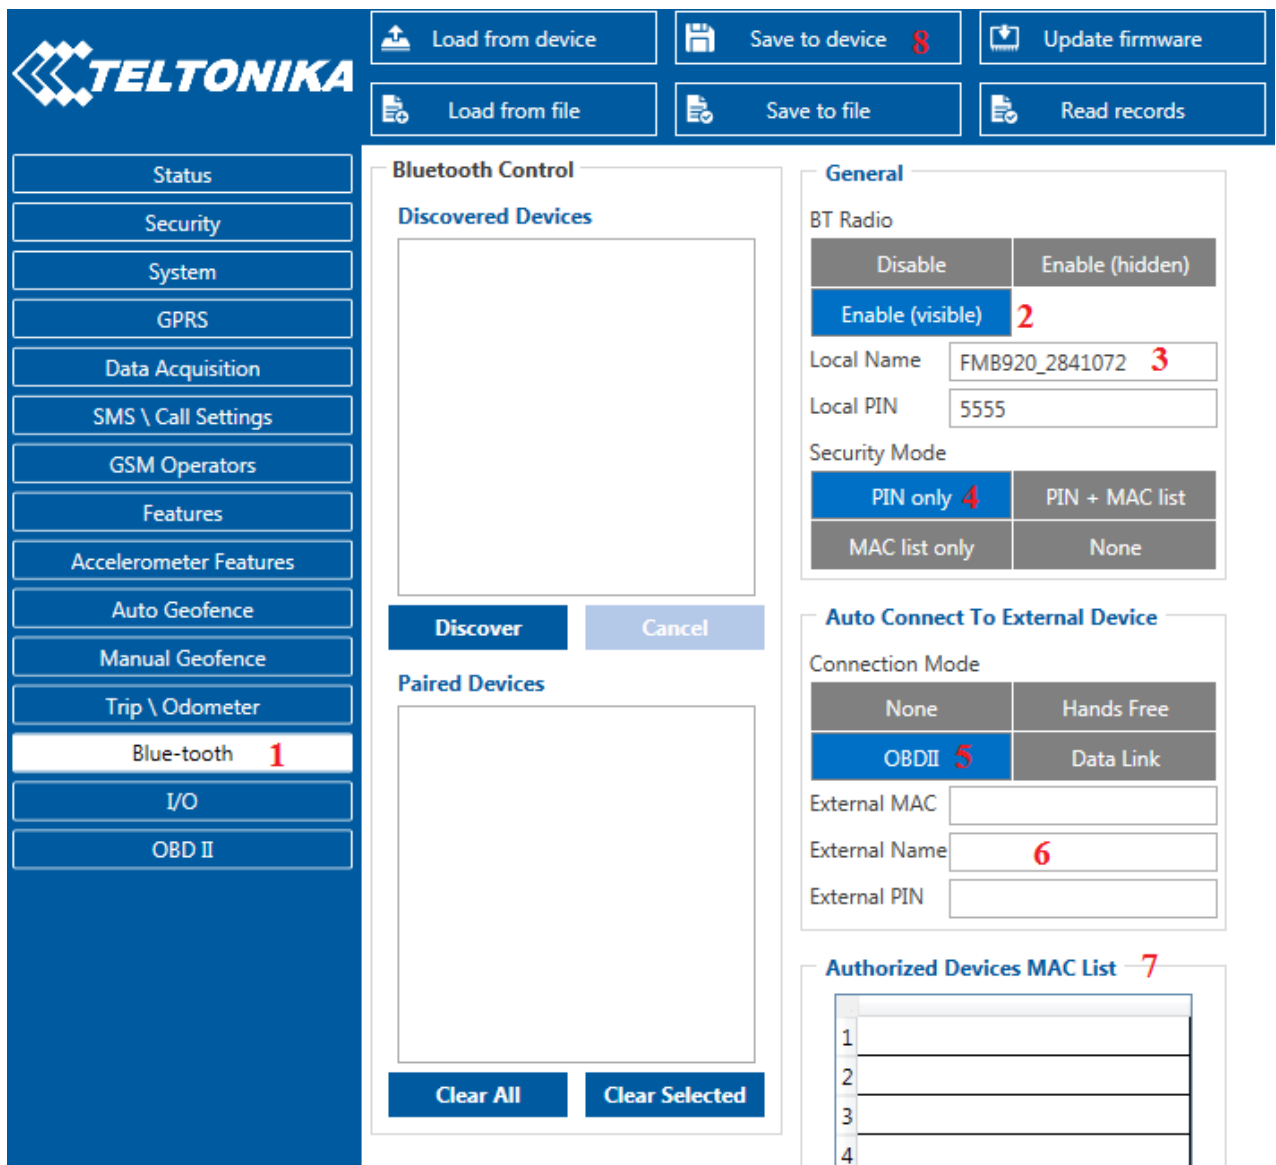 TELTONIKA
Load from device
Save to device 8
Update firmware
Load from file
Save to file
Read records
Status
Security
System
GPRS
Data Acquisition
SMS \ Call Settings
GSM Operators
Features
Accelerometer Features
Auto Geofence
Manual Geofence
Trip \ Odometer
Blue-tooth 1
I/O
OBD II
Bluetooth Control
Discovered Devices
Discover
Cancel
Paired Devices
Clear All
Clear Selected
General
BT Radio
Disable
Enable (hidden)
Enable (visible) 2
Local Name FMB920_2841072 3
Local PIN 5555
Security Mode
PIN only 4
PIN + MAC list
MAC list only
None
Auto Connect To External Device
Connection Mode
None
Hands Free
OBDII 5
Data Link
External MAC
External Name 6
External PIN
Authorized Devices MAC List 7
1
2
3
4